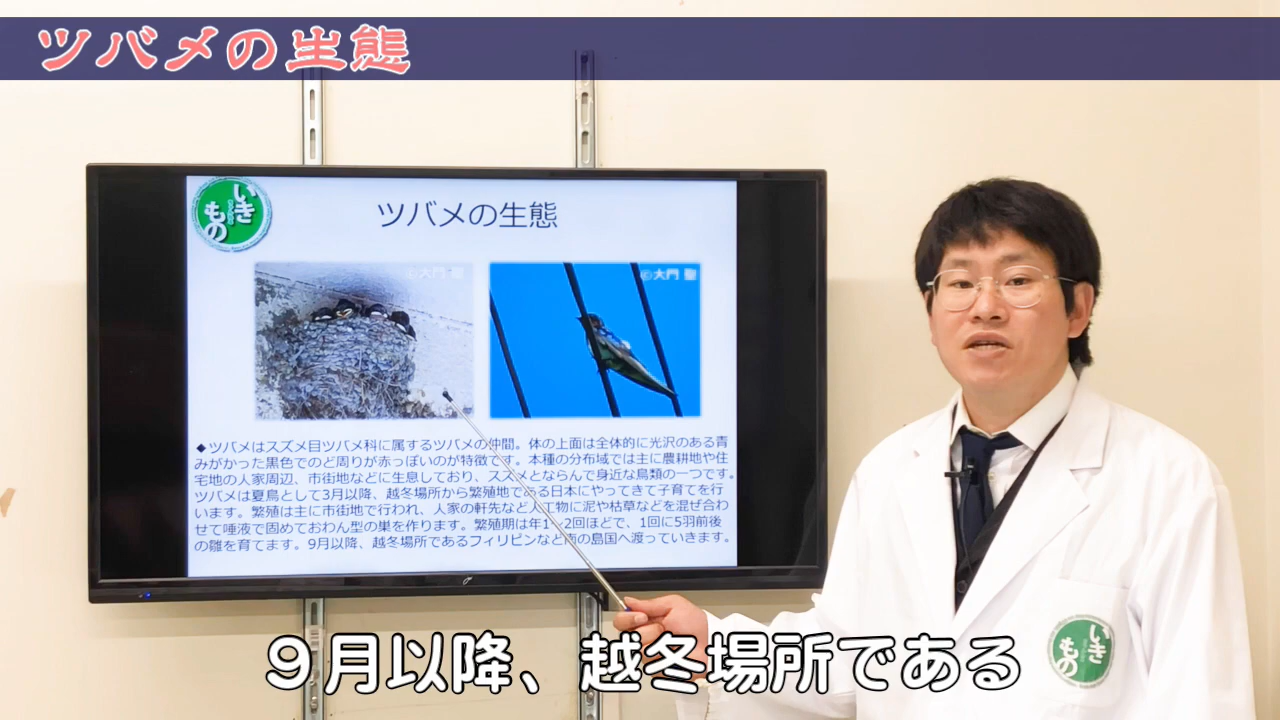 ツバメの生態
いきもの
ツバメの生態
©大門 聖
©大門 聖
◆ツバメはスズメ目ツバメ科に属するツバメの仲間。体の上面は全体的に光沢のある青
みがかった黒色でのど周りが赤っぽいのが特徴です。本種の分布域では主に農耕地や住
宅地の人家周辺、市街地などに生息しており、スズメとならんで身近な鳥類の一つです。
ツバメは夏鳥として3月以降、越冬場所から繁殖地である日本にやってきて子育てを行
います。繁殖は主に市街地で行われ、人家の軒先など人工物に泥や枯草などを混ぜ合わ
せて唾液で固めておわん型の巣を作ります。繁殖期は年1~2回ほどで、1回に5羽前後
の雛を育てます。9月以降、越冬場所であるフィリピンなど南の島国へ渡っていきます。
いきもの
9月以降、越冬場所である